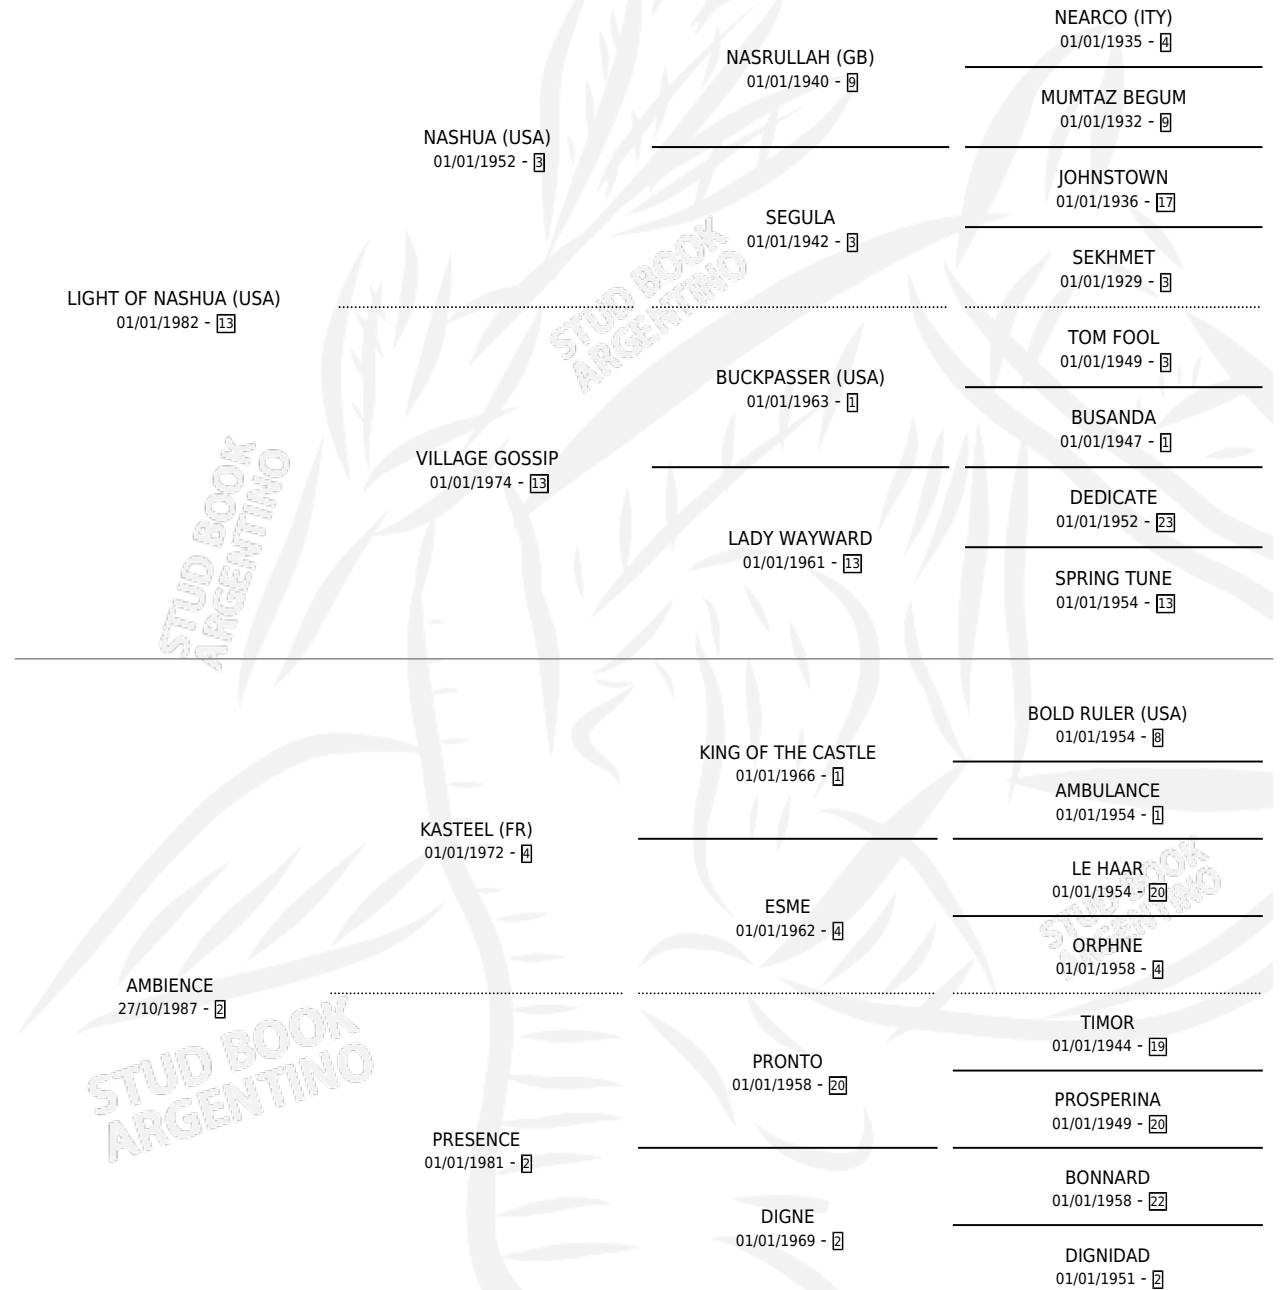 NEARCO (ITY)
01/01/1935 - 4
NASRULLAH (GB)
01/01/1940 - 9
MUMTAZ BEGUM
01/01/1932 - 9
NASHUA (USA)
01/01/1952 - 3
JOHNSTOWN
01/01/1936 - 17
SEGULA
01/01/1942 - 3
SEKHMET
01/01/1929 - 3
LIGHT OF NASHUA (USA)
01/01/1982 - 13
STUD BOOK
ARGENTINO
TOM FOOL
01/01/1949 - 3
BUCKPASSER (USA)
01/01/1963 - 1
BUSANDA
01/01/1947 - 1
VILLAGE GOSSIP
01/01/1974 - 13
DEDICATE
01/01/1952 - 23
LADY WAYWARD
01/01/1961 - 13
SPRING TUNE
01/01/1954 - 13
STUD BOOK
ARGENTINO
BOLD RULER (USA)
01/01/1954 - 8
KING OF THE CASTLE
01/01/1966 - 1
AMBULANCE
01/01/1954 - 1
KASTEEL (FR)
01/01/1972 - 4
LE HAAR
01/01/1954 - 20
STUD BOOK
ARGENTINO
ESME
01/01/1962 - 4
ORPHNE
01/01/1958 - 4
AMBIENCE
27/10/1987 - 2
STUD BOOK
ARGENTINO
TIMOR
01/01/1944 - 19
PRONTO
01/01/1958 - 20
PROSPERINA
01/01/1949 - 20
PRESENCE
01/01/1981 - 2
BONNARD
01/01/1958 - 22
DIGNE
01/01/1969 - 2
DIGNIDAD
01/01/1951 - 2